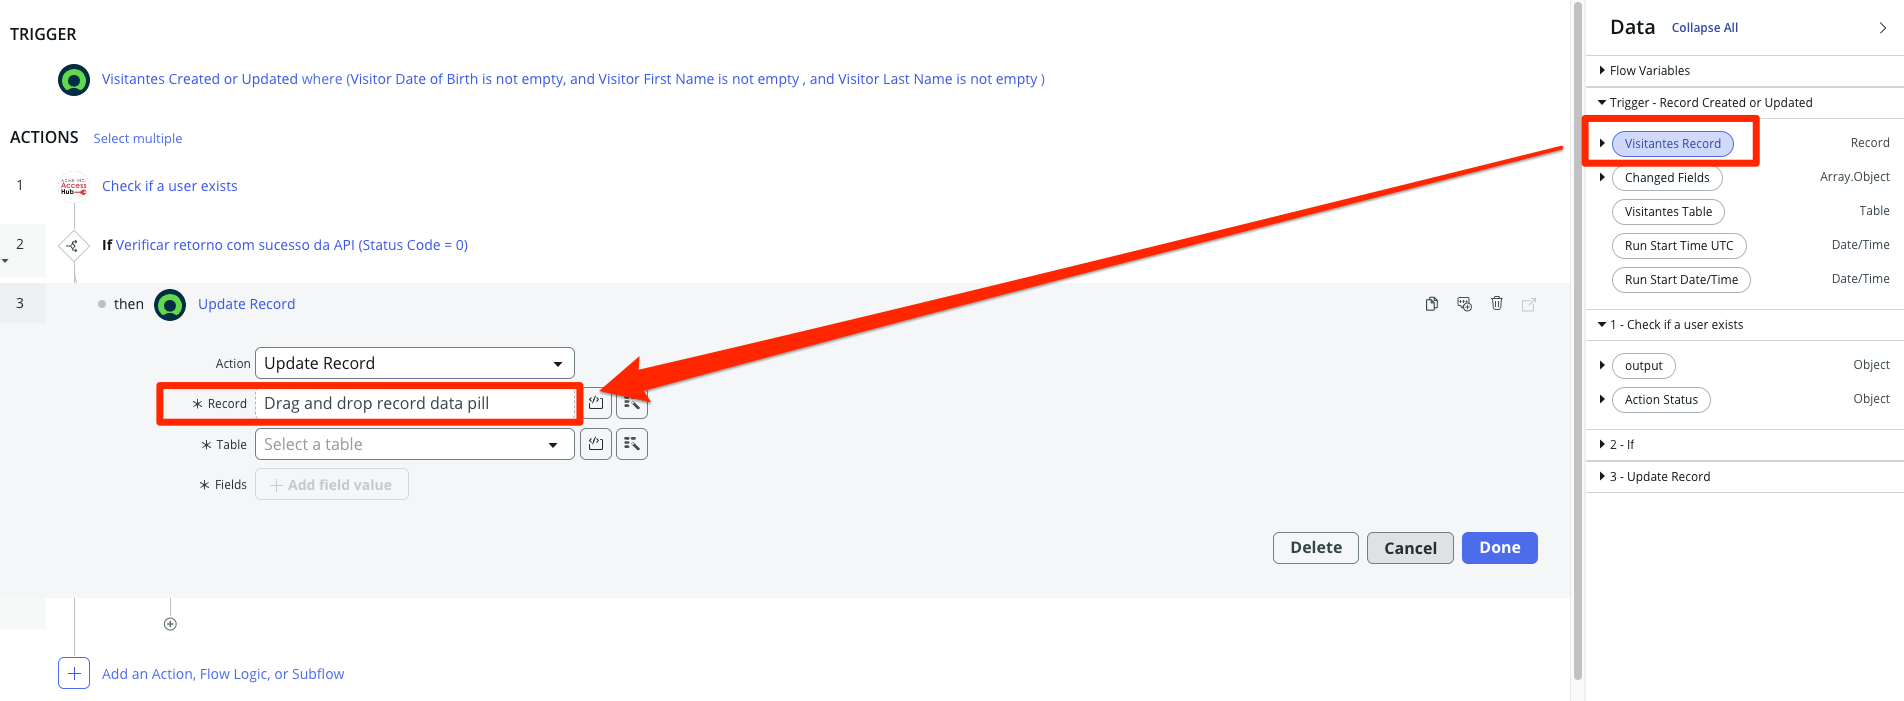 TRIGGER
Visitantes Created or Updated where (Visitor Date of Birth is not empty, and Visitor First Name is not empty , and Visitor Last Name is not empty )
ACTIONS Select multiple
1 ACME INC. Access Hub Check if a user exists
2 If Verificar retorno com sucesso da API (Status Code = 0)
3 then Update Record
Action Update Record
* Record Drag and drop record data pill
* Table Select a table
* Fields + Add field value
Delete Cancel Done
+ Add an Action, Flow Logic, or Subflow
Data Collapse All
Flow Variables
Trigger - Record Created or Updated
Visitantes Record Record
Changed Fields Array.Object
Visitantes Table Table
Run Start Time UTC Date/Time
Run Start Date/Time Date/Time
1 - Check if a user exists
output Object
Action Status Object
2 - If
3 - Update Record